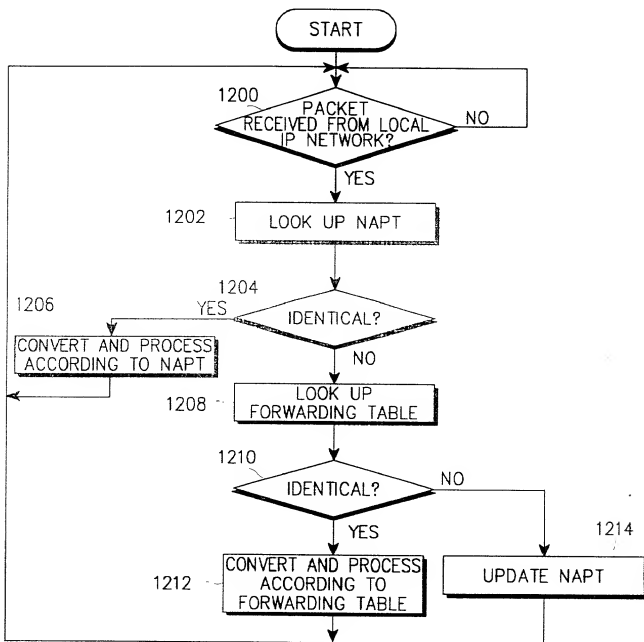 START
1200
PACKET
RECEIVED FROM LOCAL
IP NETWORK?
NO
YES
1202
LOOK UP NAPT
1204
YES
IDENTICAL?
1206
CONVERT AND PROCESS
ACCORDING TO NAPT
NO
1208
LOOK UP
FORWARDING TABLE
1210
IDENTICAL?
NO
YES
1214
1212
CONVERT AND PROCESS
ACCORDING TO
FORWARDING TABLE
UPDATE NAPT